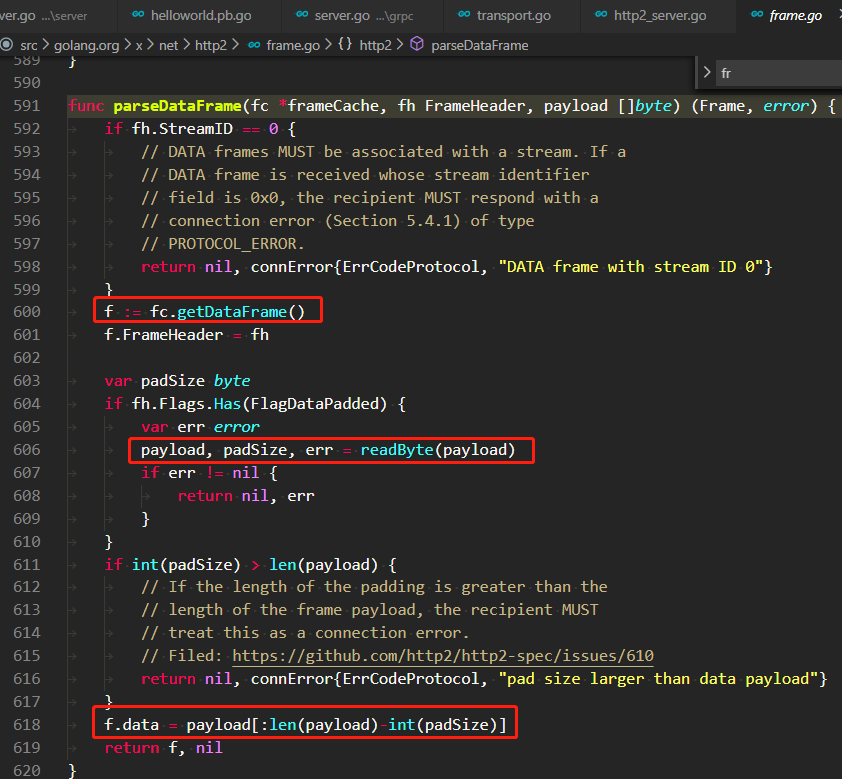 ver.go ...\server helloworld.pb.go server.go ...\grpc transport.go http2_server.go frame.go
src > golang.org > x > net > http2 > frame.go > {} http2 > parseDataFrame
589 }
> fr
590
591 func parseDataFrame(fc *frameCache, fh FrameHeader, payload []byte) (Frame, error) {
592 if fh.StreamID == 0 {
593 // DATA frames MUST be associated with a stream. If a
594 // DATA frame is received whose stream identifier
595 // field is 0x0, the recipient MUST respond with a
596 // connection error (Section 5.4.1) of type
597 // PROTOCOL_ERROR.
598 return nil, connError{ErrCodeProtocol, "DATA frame with stream ID 0"}
599 }
600 f := fc.getDataFrame()
601 f.FrameHeader = fh
602
603 var padSize byte
604 if fh.Flags.Has(FlagDataPadded) {
605 var err error
606 payload, padSize, err = readByte(payload)
607 if err != nil {
608 return nil, err
609 }
610 }
611 if int(padSize) > len(payload) {
612 // If the length of the padding is greater than the
613 // length of the frame payload, the recipient MUST
614 // treat this as a connection error.
615 // Filed: https://github.com/http2/http2-spec/issues/610
616 return nil, connError{ErrCodeProtocol, "pad size larger than data payload"}
617 }
618 f.data = payload[:len(payload)-int(padSize)]
619 return f, nil
620 }